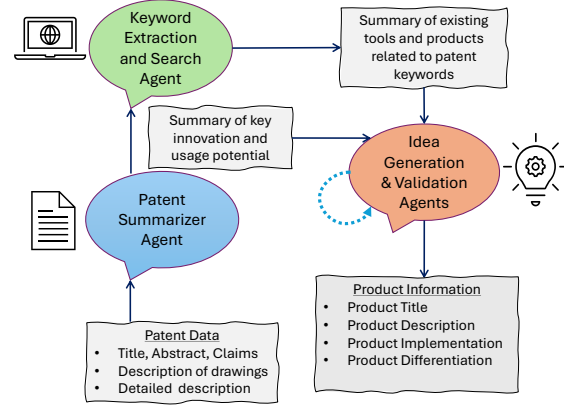 Keyword
Extraction
and Search
Agent
Summary of existing
tools and products
related to patent
keywords
Summary of key
innovation and
usage potential
Idea
Generation
& Validation
Agents
Patent
Summarizer
Agent
Patent Data
• Title, Abstract, Claims
• Description of drawings
• Detailed description
Product Information
• Product Title
• Product Description
• Product Implementation
• Product Differentiation